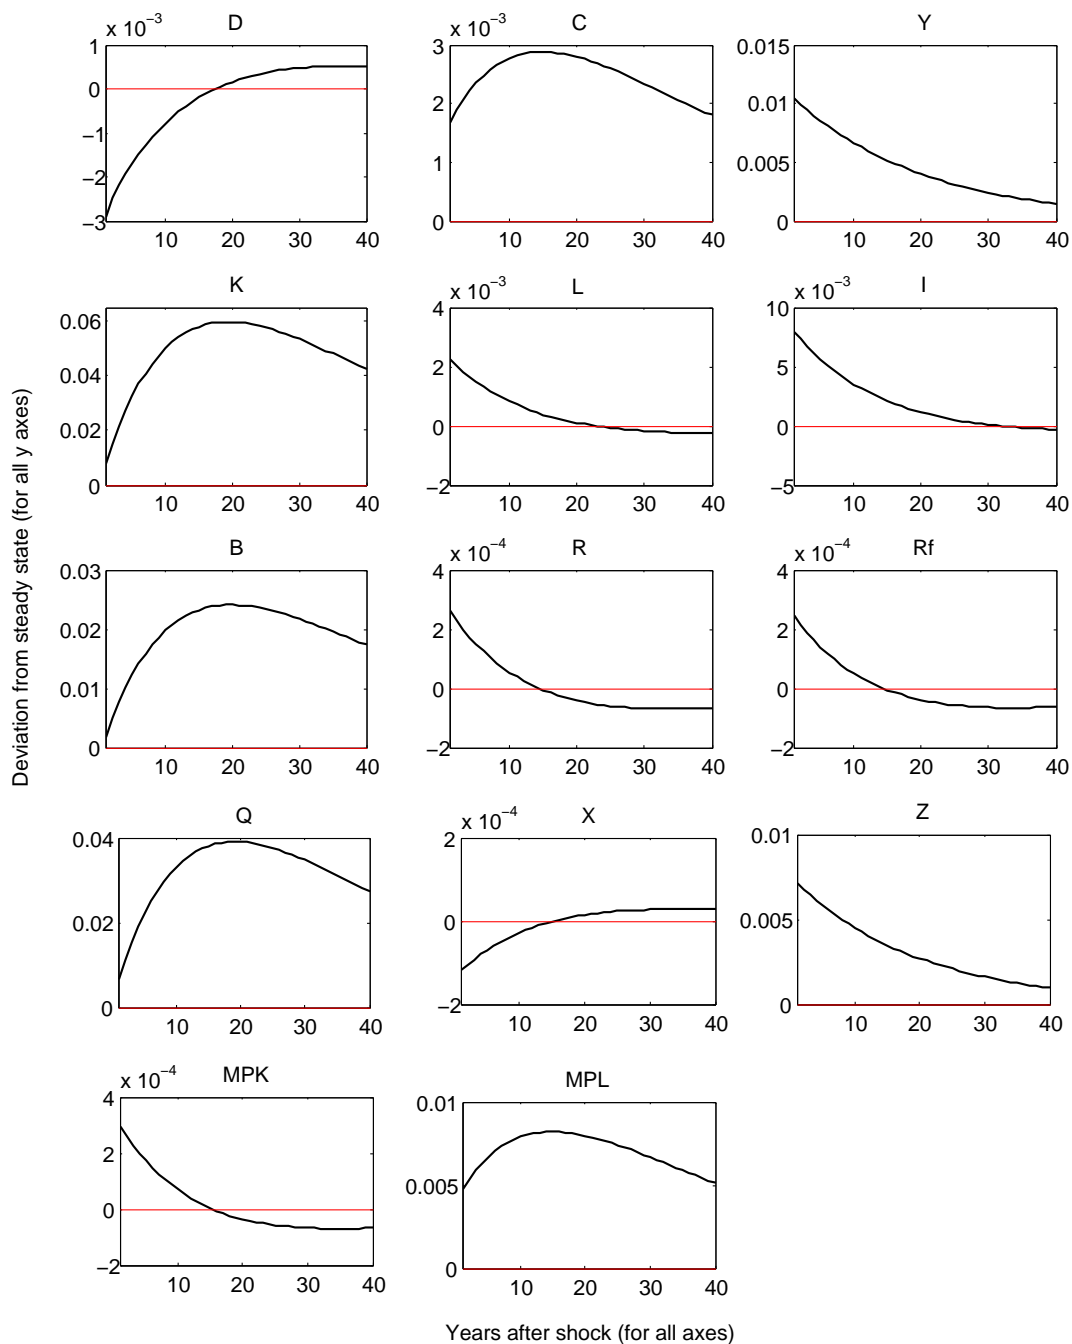 D
x 10⁻³
1
0
−1
−2
−3
10 20 30 40
C
x 10⁻³
3
2
1
0
10 20 30 40
Y
0.015
0.01
0.005
0
10 20 30 40
K
0.06
0.04
0.02
0
10 20 30 40
L
x 10⁻³
4
2
0
−2
10 20 30 40
I
x 10⁻³
10
5
0
−5
10 20 30 40
Deviation from steady state (for all y axes)
B
0.03
0.02
0.01
0
10 20 30 40
R
x 10⁻⁴
4
2
0
−2
10 20 30 40
Rf
x 10⁻⁴
4
2
0
−2
10 20 30 40
Q
0.04
0.02
0
10 20 30 40
X
x 10⁻⁴
2
0
−2
10 20 30 40
Z
0.01
0.005
0
10 20 30 40
MPK
x 10⁻⁴
4
2
0
−2
10 20 30 40
MPL
0.01
0.005
0
10 20 30 40
Years after shock (for all axes)